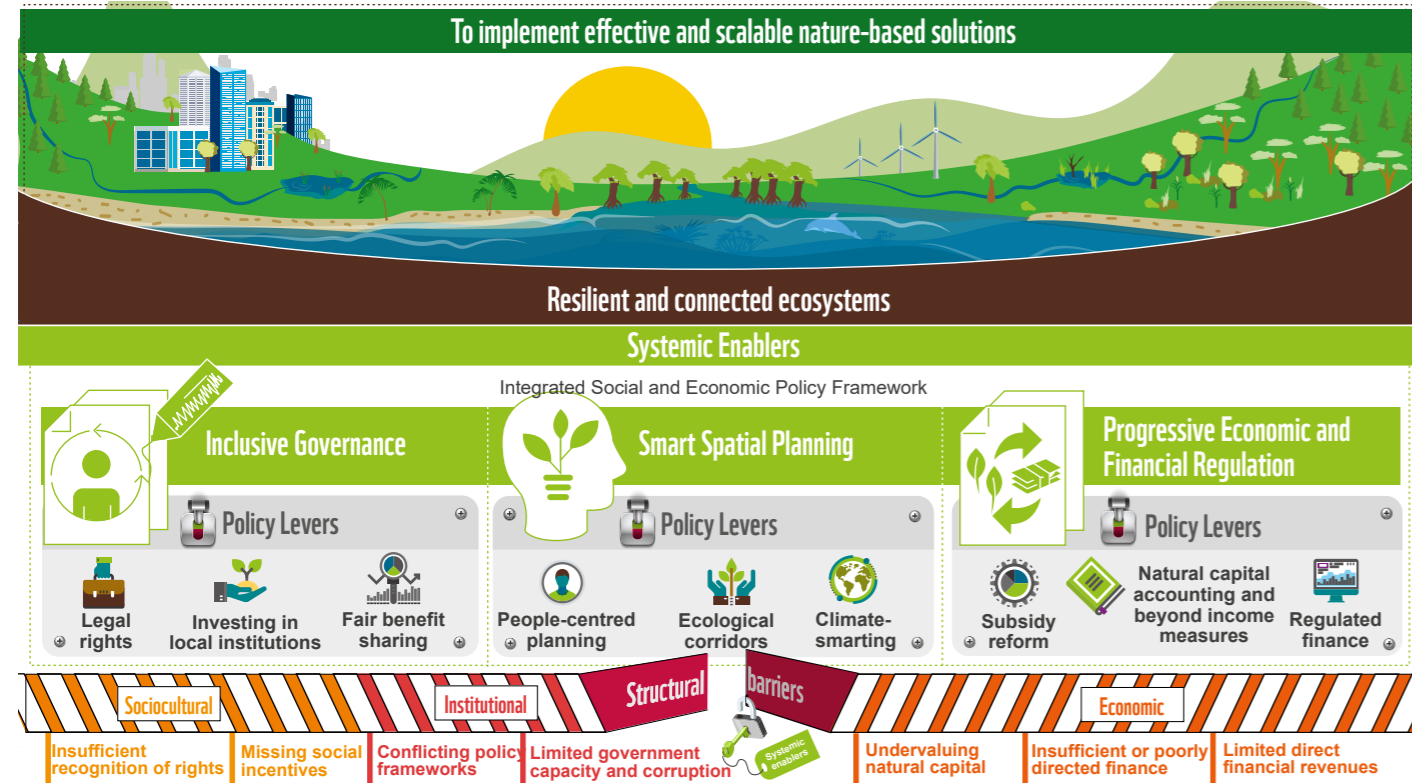 To implement effective and scalable nature-based solutions
Resilient and connected ecosystems
Systemic Enablers
Integrated Social and Economic Policy Framework
Inclusive Governance
Smart Spatial Planning
Progressive Economic and
Financial Regulation
Policy Levers
Policy Levers
Policy Levers
Legal
rights
Investing in
local institutions
Fair benefit
sharing
People-centred
planning
Ecological
corridors
Climate-
smarting
Subsidy
reform
Natural capital
accounting and
beyond income
measures
Regulated
finance
Sociocultural
Institutional
Structural
barriers
Economic
Systemic
enablers
Insufficient
recognition of rights
Missing social
incentives
Conflicting policy
frameworks
Limited government
capacity and corruption
Undervaluing
natural capital
Insufficient or poorly
directed finance
Limited direct
financial revenues